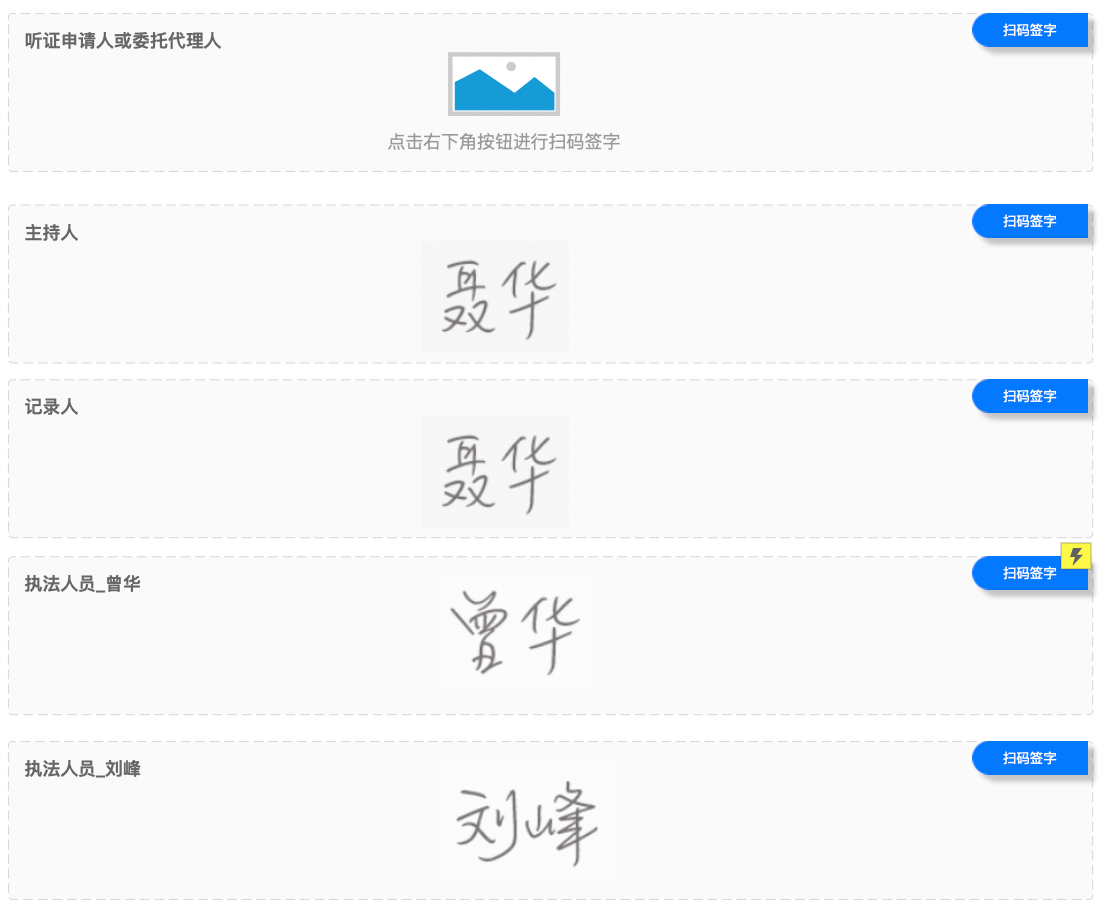 听证申请人或委托代理人
扫码签字
点击右下角按钮进行扫码签字
主持人
扫码签字
聂华
记录人
扫码签字
聂华
执法人员_曾华
扫码签字
曾华
执法人员_刘峰
扫码签字
刘峰